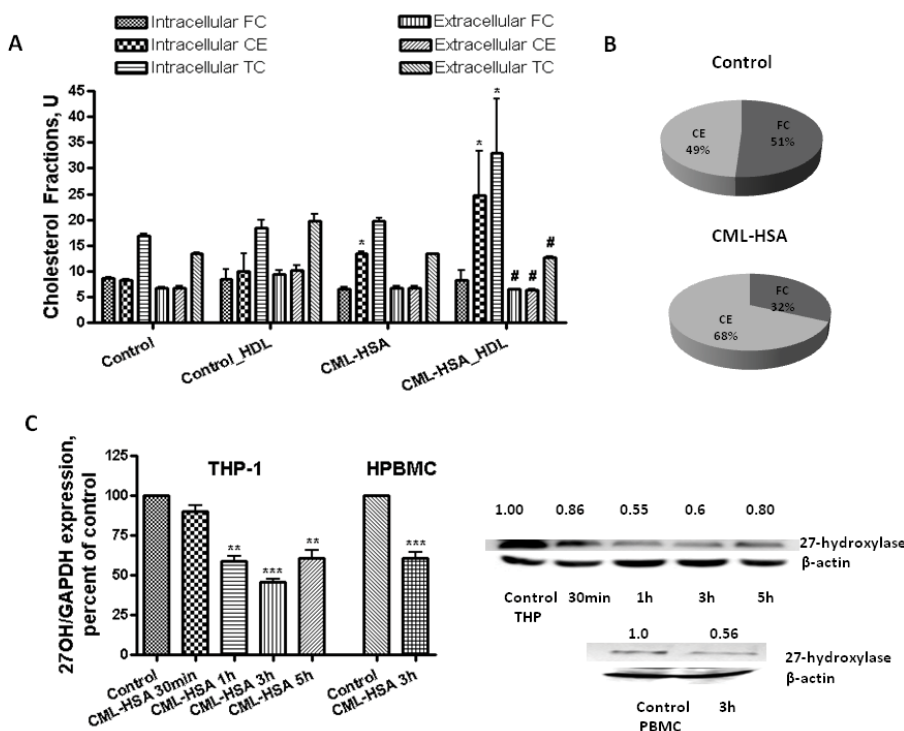 A
Intracellular FC
Intracellular CE
Intracellular TC
Extracellular FC
Extracellular CE
Extracellular TC
Cholesterol Fractions, U
45
40
35
30
25
20
15
10
5
0
*
*
*
#
#
#
Control
Control_HDL
CML-HSA
CML-HSA_HDL
B
Control
CE
49%
FC
51%
CML-HSA
FC
32%
CE
68%
C
27OH/GAPDH expression,
percent of control
125
100
75
50
25
0
THP-1
HPBMC
**
***
**
***
Control
CML-HSA 30min
CML-HSA 1h
CML-HSA 3h
CML-HSA 5h
Control
CML-HSA 3h
1.00 0.86 0.55 0.6 0.80
27-hydroxylase
β-actin
Control 30min 1h 3h 5h
THP
1.0 0.56
27-hydroxylase
β-actin
Control 3h
PBMC